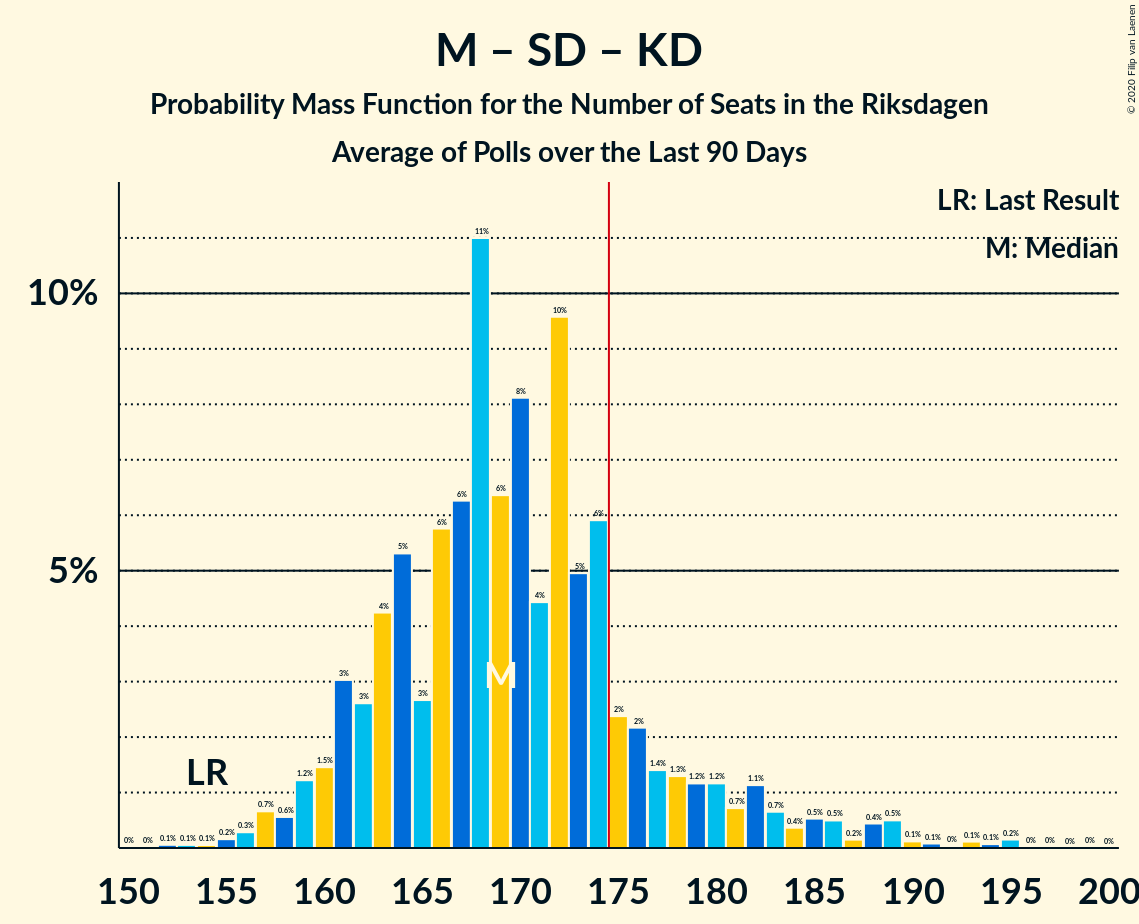 M – SD – KD
Probability Mass Function for the Number of Seats in the Riksdagen
Average of Polls over the Last 90 Days
© 2020 Filip van Laenen
LR: Last Result
M: Median
10%
5%
0% 0% 0.1% 0.1% 0.1% 0.2% 0.3% 0.7% 0.6% 1.2% 1.5% 3% 3% 4% 5% 3% 6% 6% 11% 6% 8% 4% 10% 5% 6% 2% 2% 1.4% 1.3% 1.2% 1.2% 0.7% 1.1% 0.7% 0.4% 0.5% 0.5% 0.2% 0.4% 0.5% 0.1% 0.1% 0% 0.1% 0.1% 0.2% 0% 0% 0% 0% 0%
M
LR
150 155 160 165 170 175 180 185 190 195 200